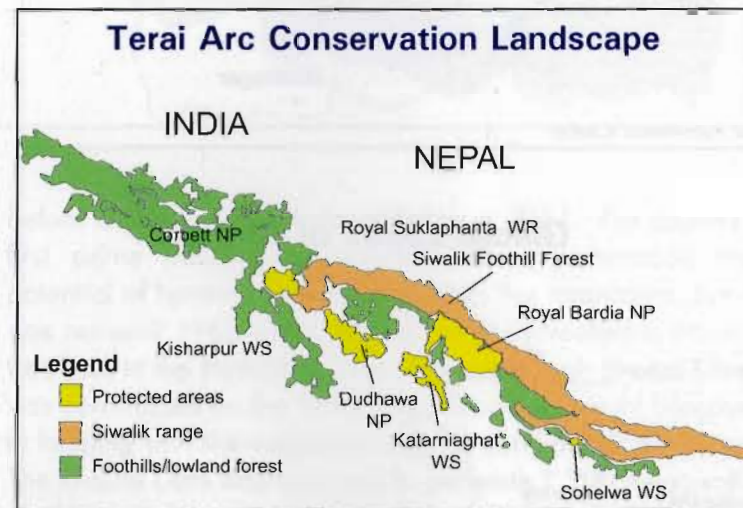 Terai Arc Conservation Landscape
INDIA
NEPAL
Corbett NP
Royal Suklaphanta WR
Siwalik Foothill Forest
Royal Bardia NP
Kisharpur WS
Legend
Protected areas
Siwalik range
Foothills/lowland forest
Dudhawa
NP
Katarniaghat
WS
Sohelwa WS